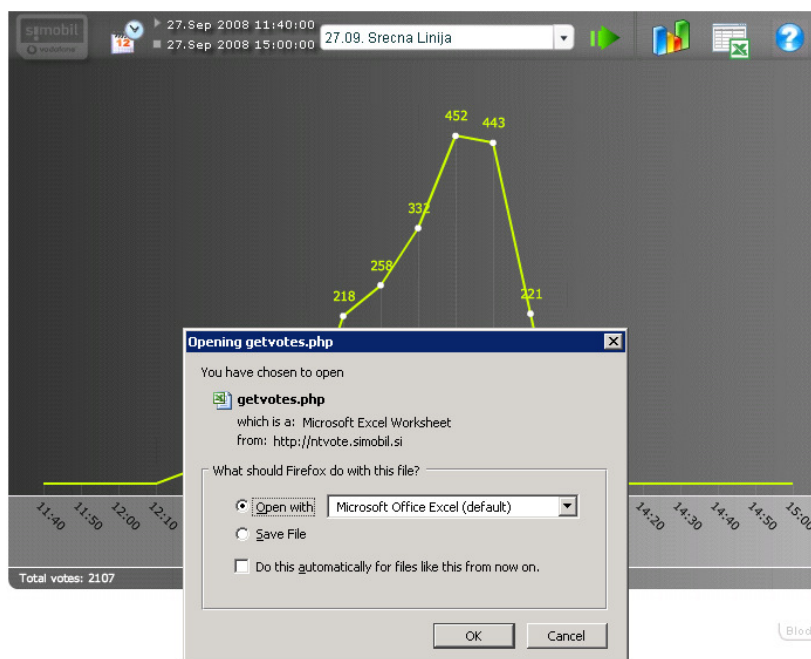 si.mobil
vodafone
12
27.Sep 2008 11:40:00
27.Sep 2008 15:00:00
27.09. Srecna Linija
452
443
332
258
218
221
Opening getvotes.php
You have chosen to open
getvotes.php
which is a: Microsoft Excel Worksheet
from: http://ntvote.simobil.si
What should Firefox do with this file?
Open with
Microsoft Office Excel (default)
Save File
Do this automatically for files like this from now on.
OK
Cancel
11:40
11:50
12:00
12:10
14:20
14:30
14:40
14:50
15:00
Total votes: 2107